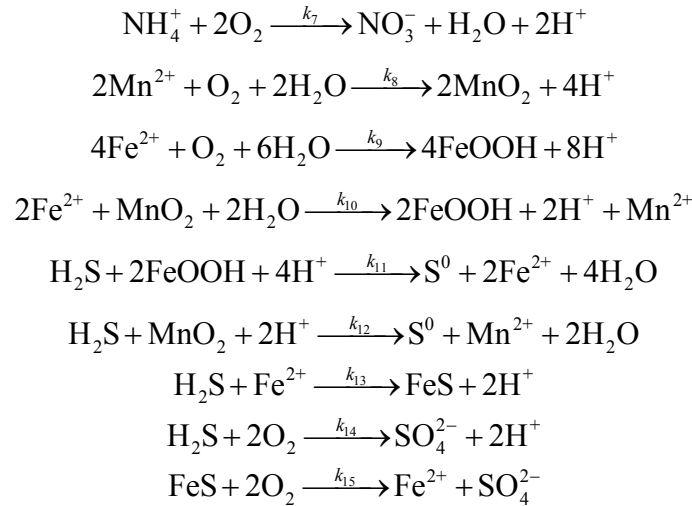 NH₄⁺ + 2O₂ —k₇→ NO₃⁻ + H₂O + 2H⁺
2Mn²⁺ + O₂ + 2H₂O —k₈→ 2MnO₂ + 4H⁺
4Fe²⁺ + O₂ + 6H₂O —k₉→ 4FeOOH + 8H⁺
2Fe²⁺ + MnO₂ + 2H₂O —k₁₀→ 2FeOOH + 2H⁺ + Mn²⁺
H₂S + 2FeOOH + 4H⁺ —k₁₁→ S⁰ + 2Fe²⁺ + 4H₂O
H₂S + MnO₂ + 2H⁺ —k₁₂→ S⁰ + Mn²⁺ + 2H₂O
H₂S + Fe²⁺ —k₁₃→ FeS + 2H⁺
H₂S + 2O₂ —k₁₄→ SO₄²⁻ + 2H⁺
FeS + 2O₂ —k₁₅→ Fe²⁺ + SO₄²⁻